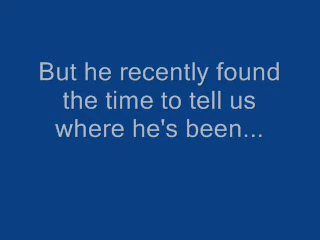 But he recently found
the time to tell us
where he's been...